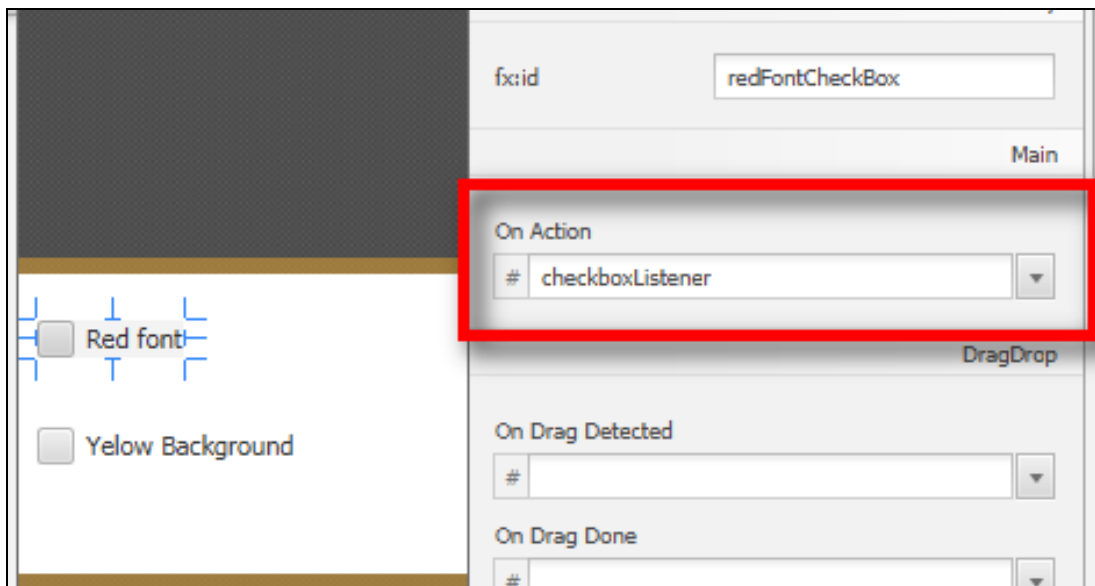 fx:id redFontCheckBox
Main
On Action
# checkboxListener
Red font
DragDrop
Yelow Background
On Drag Detected
#
On Drag Done
#